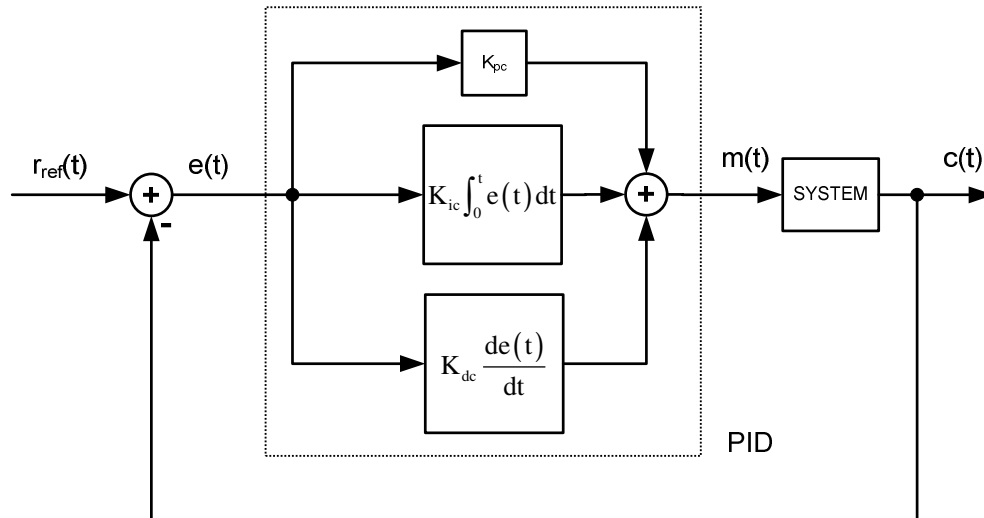 K_pc
r_ref(t)
+
-
e(t)
K_ic ∫_0^t e(t) dt
+
m(t)
SYSTEM
c(t)
K_dc de(t)/dt
PID